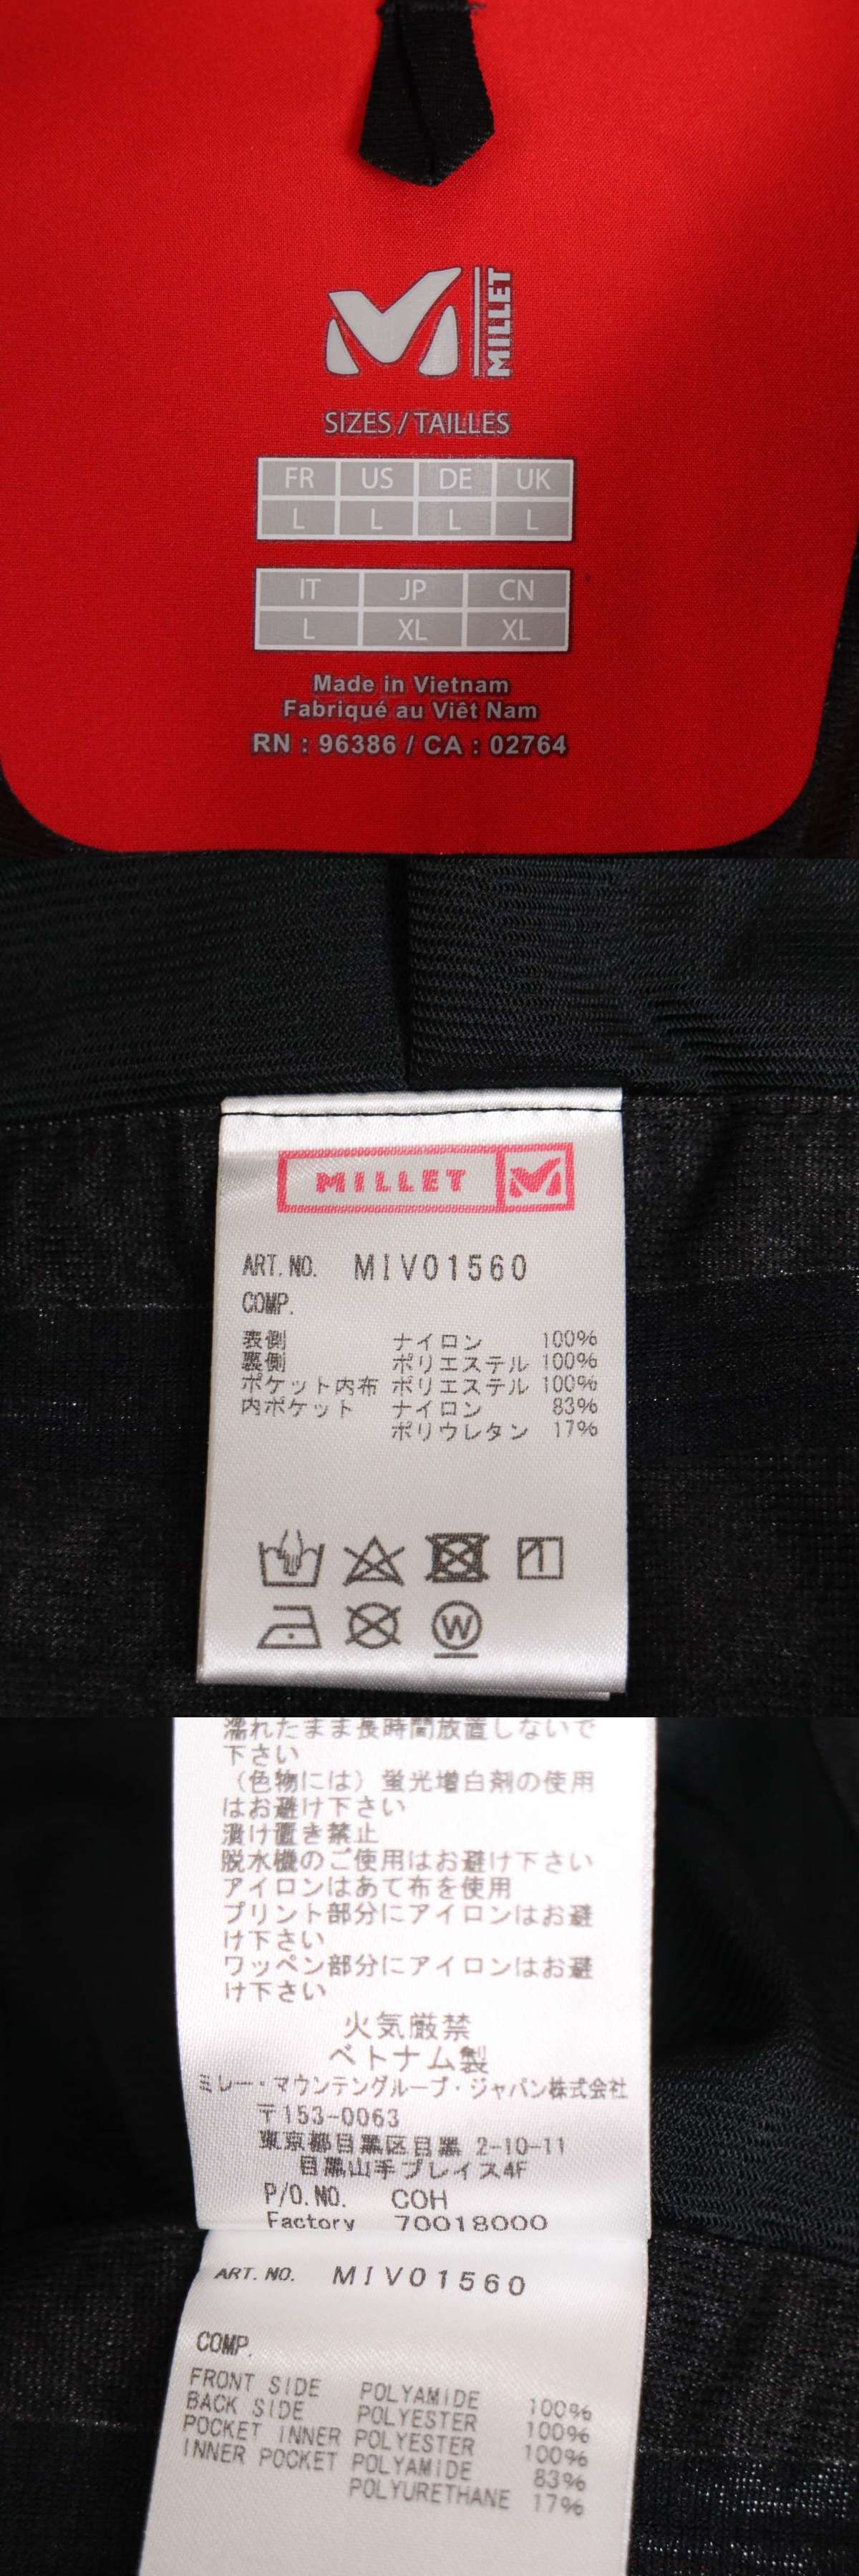 MILLET
SIZES / TAILLES
FR US DE UK
L L L L
IT JP CN
L XL XL
Made in Vietnam
Fabriqué au Viêt Nam
RN : 96386 / CA : 02764
MILLET
ART. NO. MIV01560
COMP.
表側 ナイロン 100%
裏側 ポリエステル 100%
ポケット内布 ポリエステル 100%
内ポケット ナイロン 83%
ポリウレタン 17%
W
濡れたまま長時間放置しないで
下さい
（色物には）蛍光増白剤の使用
はお避け下さい
漬け置き禁止
脱水機のご使用はお避け下さい
アイロンはあて布を使用
プリント部分にアイロンはお避
け下さい
ワッペン部分にアイロンはお避
け下さい
火気厳禁
ベトナム製
ミレー・マウンテングループ・ジャパン株式会社
〒153-0063
東京都目黒区目黒 2-10-11
目黒山手プレイス4F
P/O.NO. COH
Factory 70018000
ART. NO. MIV01560
COMP.
FRONT SIDE POLYAMIDE 100%
BACK SIDE POLYESTER 100%
POCKET INNER POLYESTER 100%
INNER POCKET POLYAMIDE 83%
POLYURETHANE 17%